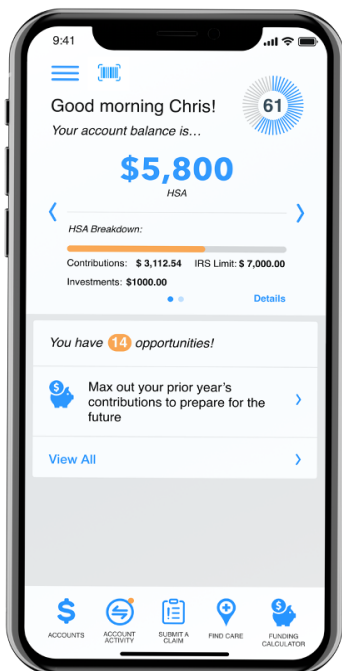 9:41
Good morning Chris!
61
Your account balance is...
$5,800
HSA
HSA Breakdown:
Contributions: $ 3,112.54 IRS Limit: $ 7,000.00
Investments: $1000.00
Details
You have 14 opportunities!
Max out your prior year's
contributions to prepare for the
future
View All
ACCOUNTS
ACCOUNT
ACTIVITY
SUBMIT A
CLAIM
FIND CARE
FUNDING
CALCULATOR